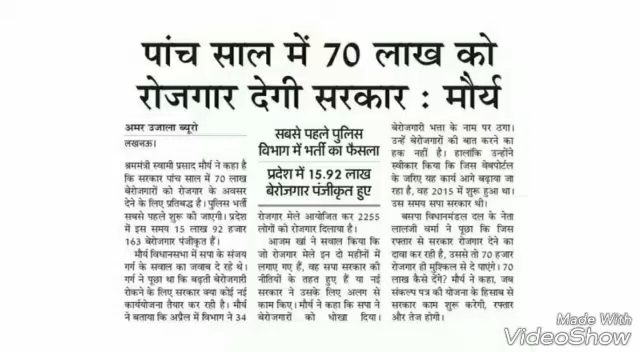 पांच साल में 70 लाख को
रोजगार देगी सरकार : मौर्य
अमर उजाला ब्यूरो
लखनऊ।
श्रममंत्री स्वामी प्रसाद मौर्य ने कहा है
कि सरकार पांच साल में 70 लाख
बेरोजगारों को रोजगार के अवसर
देने के लिए प्रतिबद्ध है। पुलिस भर्ती
सबसे पहले शुरू की जाएगी। प्रदेश
में इस समय 15 लाख 92 हजार
163 बेरोजगार पंजीकृत हैं।
मौर्य विधानसभा में सपा के संजय
गर्ग के सवाल का जवाब दे रहे थे।
गर्ग ने पूछा था कि बढ़ती बेरोजगारी
रोकने के लिए सरकार क्या कोई नई
कार्ययोजना तैयार कर रही है। मौर्य
ने बताया कि अप्रैल में विभाग ने 34
सबसे पहले पुलिस
विभाग में भर्ती का फैसला
प्रदेश में 15.92 लाख
बेरोजगार पंजीकृत हुए
रोजगार मेले आयोजित कर 2255
लोगों को रोजगार दिलाया है।
आजम खां ने सवाल किया कि
जो रोजगार मेले इन दो महीनों में
लगाए गए हैं, वह सपा सरकार की
नीतियों के तहत हुए हैं या नई
सरकार ने उसके लिए अलग से
काम किए। मौर्य ने कहा कि सपा ने
बेरोजगारों को धोखा दिया।
बेरोजगारी भत्ता के नाम पर ठगा।
उन्हें बेरोजगारों की बात करने का
हक नहीं है। हालांकि उन्होंने
स्वीकार किया कि जिस वेबपोर्टल
के जरिए यह कार्य आगे बढ़ाया जा
रहा है, वह 2015 में शुरू हुआ था।
उस समय सपा सरकार थी।
बसपा विधानमंडल दल के नेता
लालजी वर्मा ने पूछा कि जिस
रफ्तार से सरकार रोजगार देने का
दावा कर रही है, उससे तो 70 हजार
रोजगार ही मुश्किल से दे पाएंगे। 70
लाख कैसे देंगे? मौर्य ने कहा, जब
संकल्प पत्र की योजना के हिसाब से
सरकार काम शुरू करेगी, रफ्तार
और तेज होगी।
Made With
VideoShow